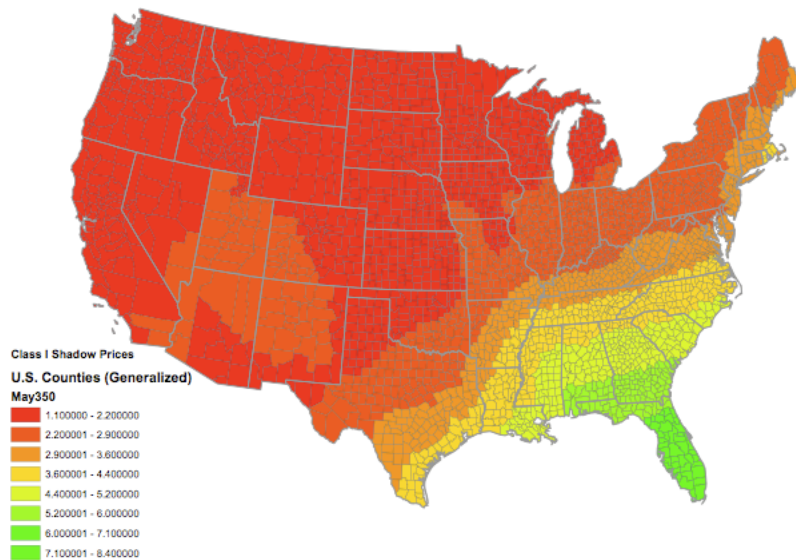 Class I Shadow Prices
U.S. Counties (Generalized)
May350
1.100000 - 2.200000
2.200001 - 2.900000
2.900001 - 3.600000
3.600001 - 4.400000
4.400001 - 5.200000
5.200001 - 6.000000
6.000001 - 7.100000
7.100001 - 8.400000